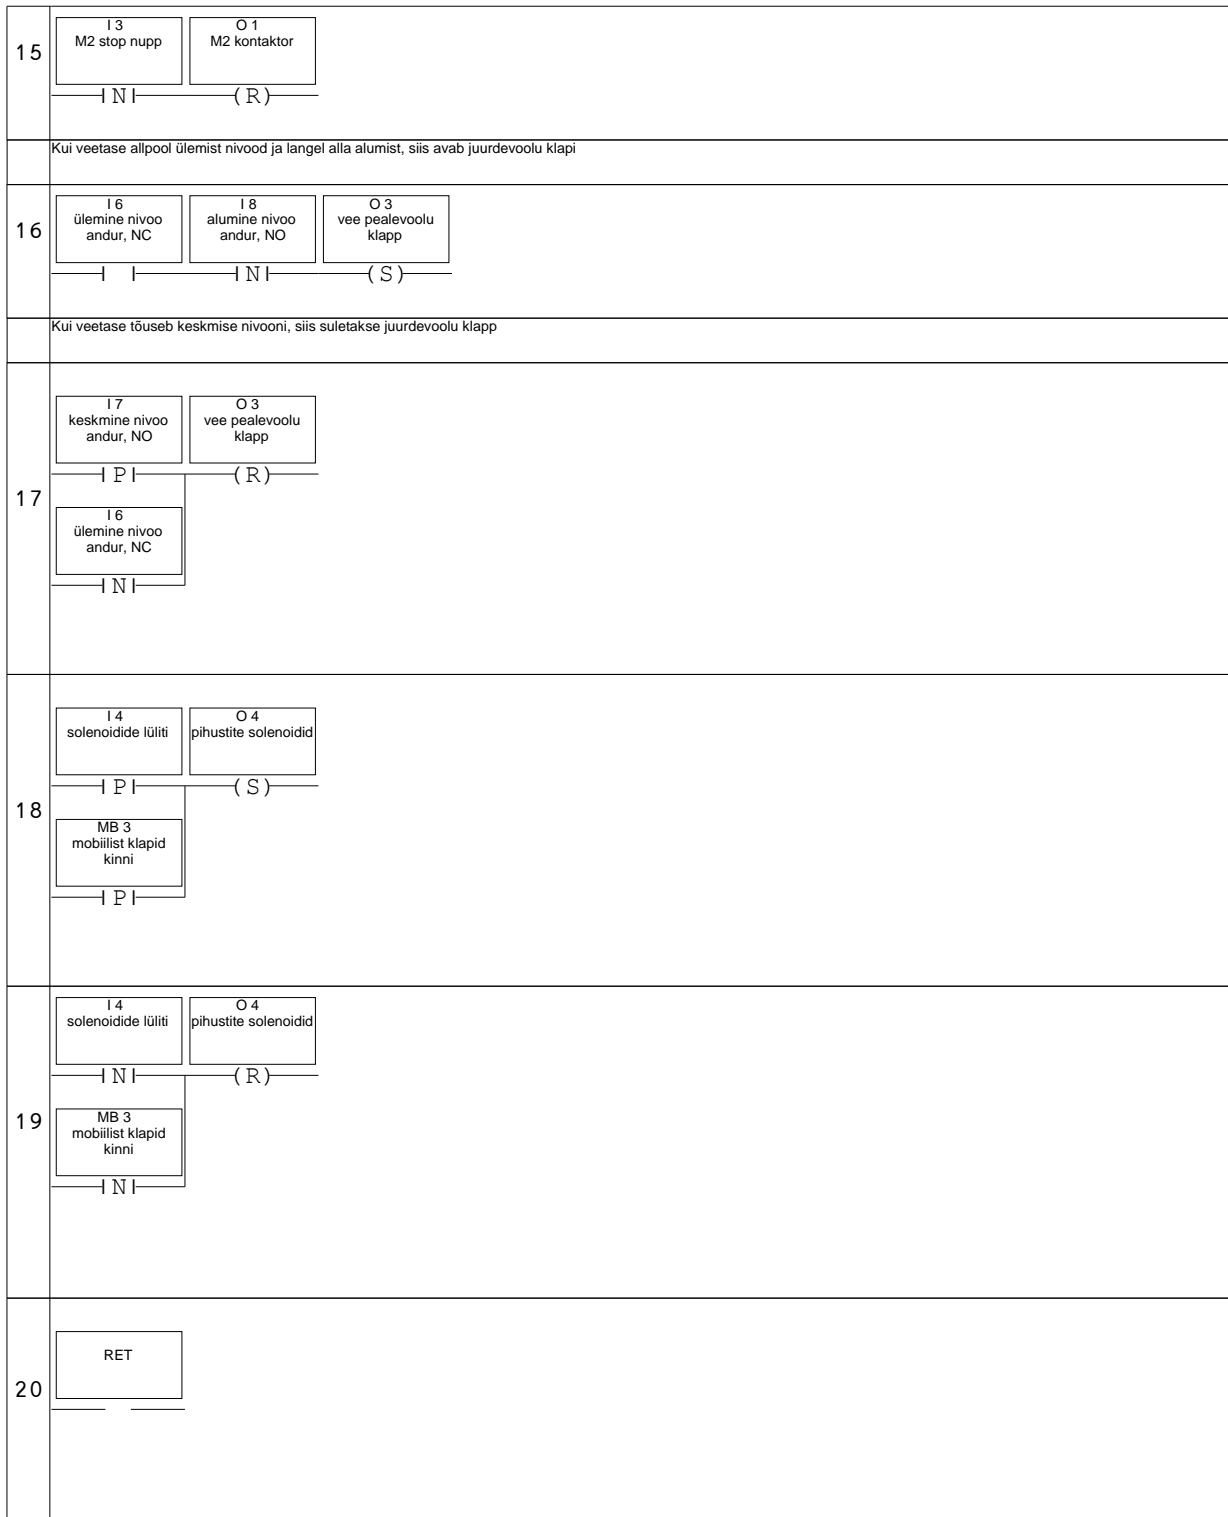 15
I 3
M2 stop nupp
O 1
M2 kontaktor
N
(R)
Kui veetase allpool ülemist nivood ja langel alla alumist, siis avab juurdevoolu klapi
16
I 6
ülemine nivoo
andur, NC
I 8
alumine nivoo
andur, NO
O 3
vee pealevoolu
klapp
N
(S)
Kui veetase tõuseb keskmise nivooni, siis suletakse juurdevoolu klapp
17
I 7
keskmine nivoo
andur, NO
O 3
vee pealevoolu
klapp
P
(R)
I 6
ülemine nivoo
andur, NC
N
18
I 4
solenoidide lüliti
O 4
pihustite solenoidid
P
(S)
MB 3
mobiilist klapid
kinni
P
19
I 4
solenoidide lüliti
O 4
pihustite solenoidid
N
(R)
MB 3
mobiilist klapid
kinni
N
20
RET